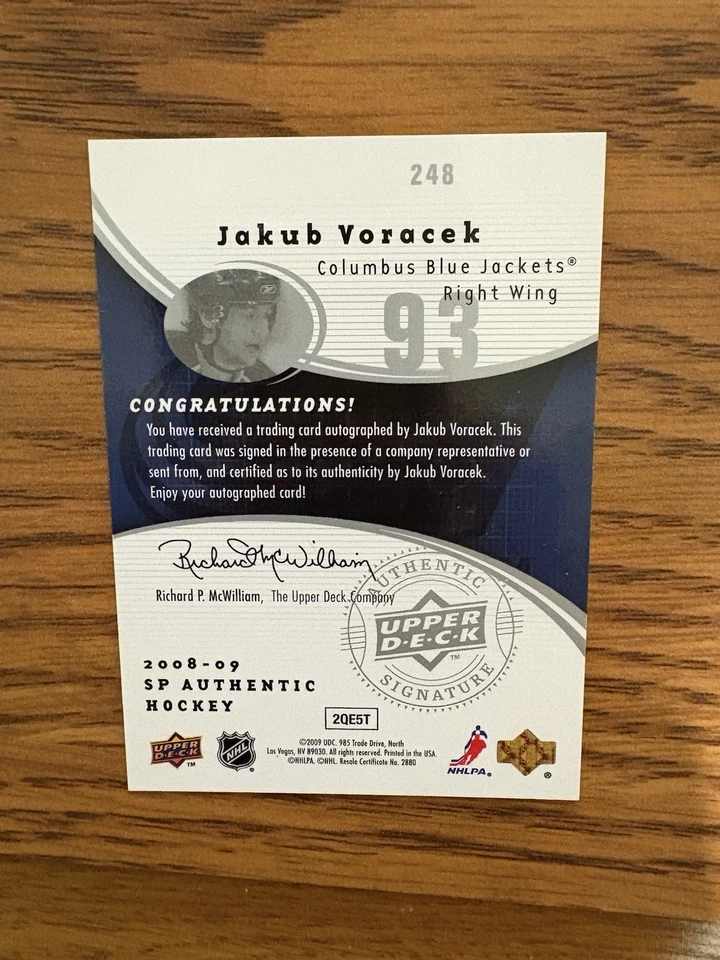 248
Jakub Voracek
Columbus Blue Jackets®
Right Wing
93
CONGRATULATIONS!
You have received a trading card autographed by Jakub Voracek. This
trading card was signed in the presence of a company representative or
sent from, and certified as to its authenticity by Jakub Voracek.
Enjoy your autographed card!
Richard McWilliam
Richard P. McWilliam, The Upper Deck Company
AUTHENTIC
UPPER
D·E·C·K
TM
SIGNATURE
2008-09
SP AUTHENTIC
HOCKEY
2QE5T
UPPER
D·E·C·K
TM
NHL
®
©2009 UDC. 985 Trade Drive, North
Las Vegas, NV 89030. All rights reserved. Printed in the USA.
©NHLPA. ©NHL. Resale Certificate No. 2880
NHLPA®
®